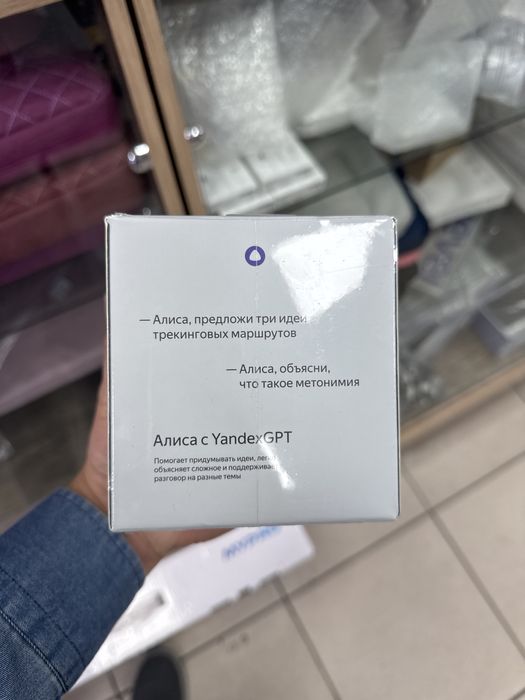 — Алиса, предложи три идеи
трекинговых маршрутов
— Алиса, объясни,
что такое метонимия
Алиса с YandexGPT
Помогает придумывать идеи, легко
объясняет сложное и поддерживает
разговор на разные темы